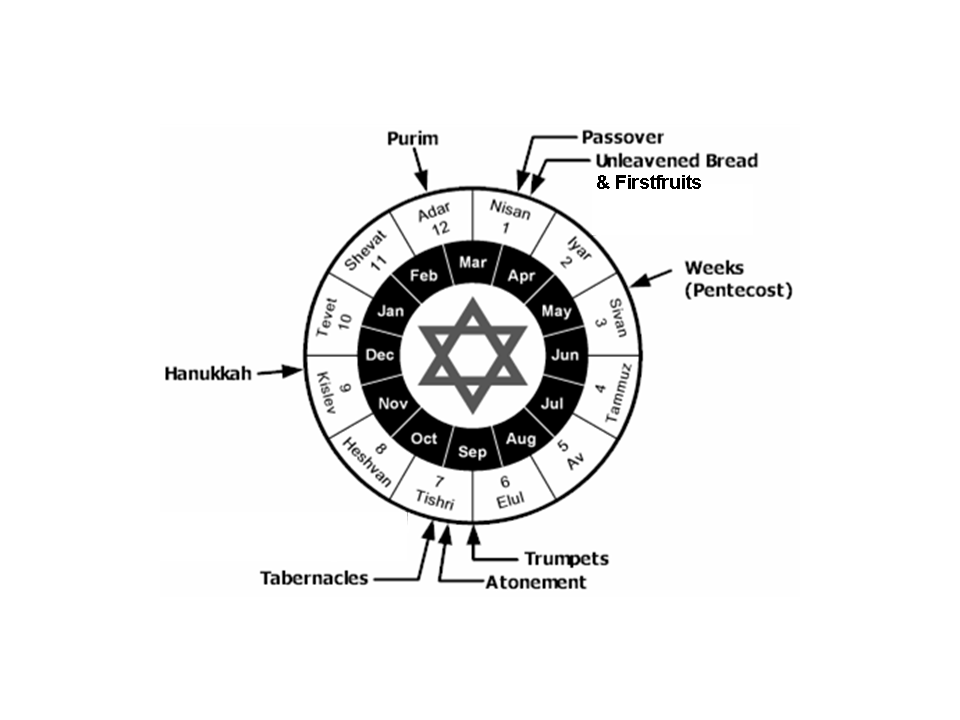 Purim
Passover
Unleavened Bread
& Firstfruits
Weeks
(Pentecost)
Hanukkah
Tabernacles
Trumpets
Atonement
Nisan
1
Iyar
2
Sivan
3
4
Tammuz
5
Av
6
Elul
7
Tishri
8
Heshvan
9
Kislev
Tevet
10
Shevat
11
Adar
12
Mar
Apr
May
Jun
Jul
Aug
Sep
Oct
Nov
Dec
Jan
Feb